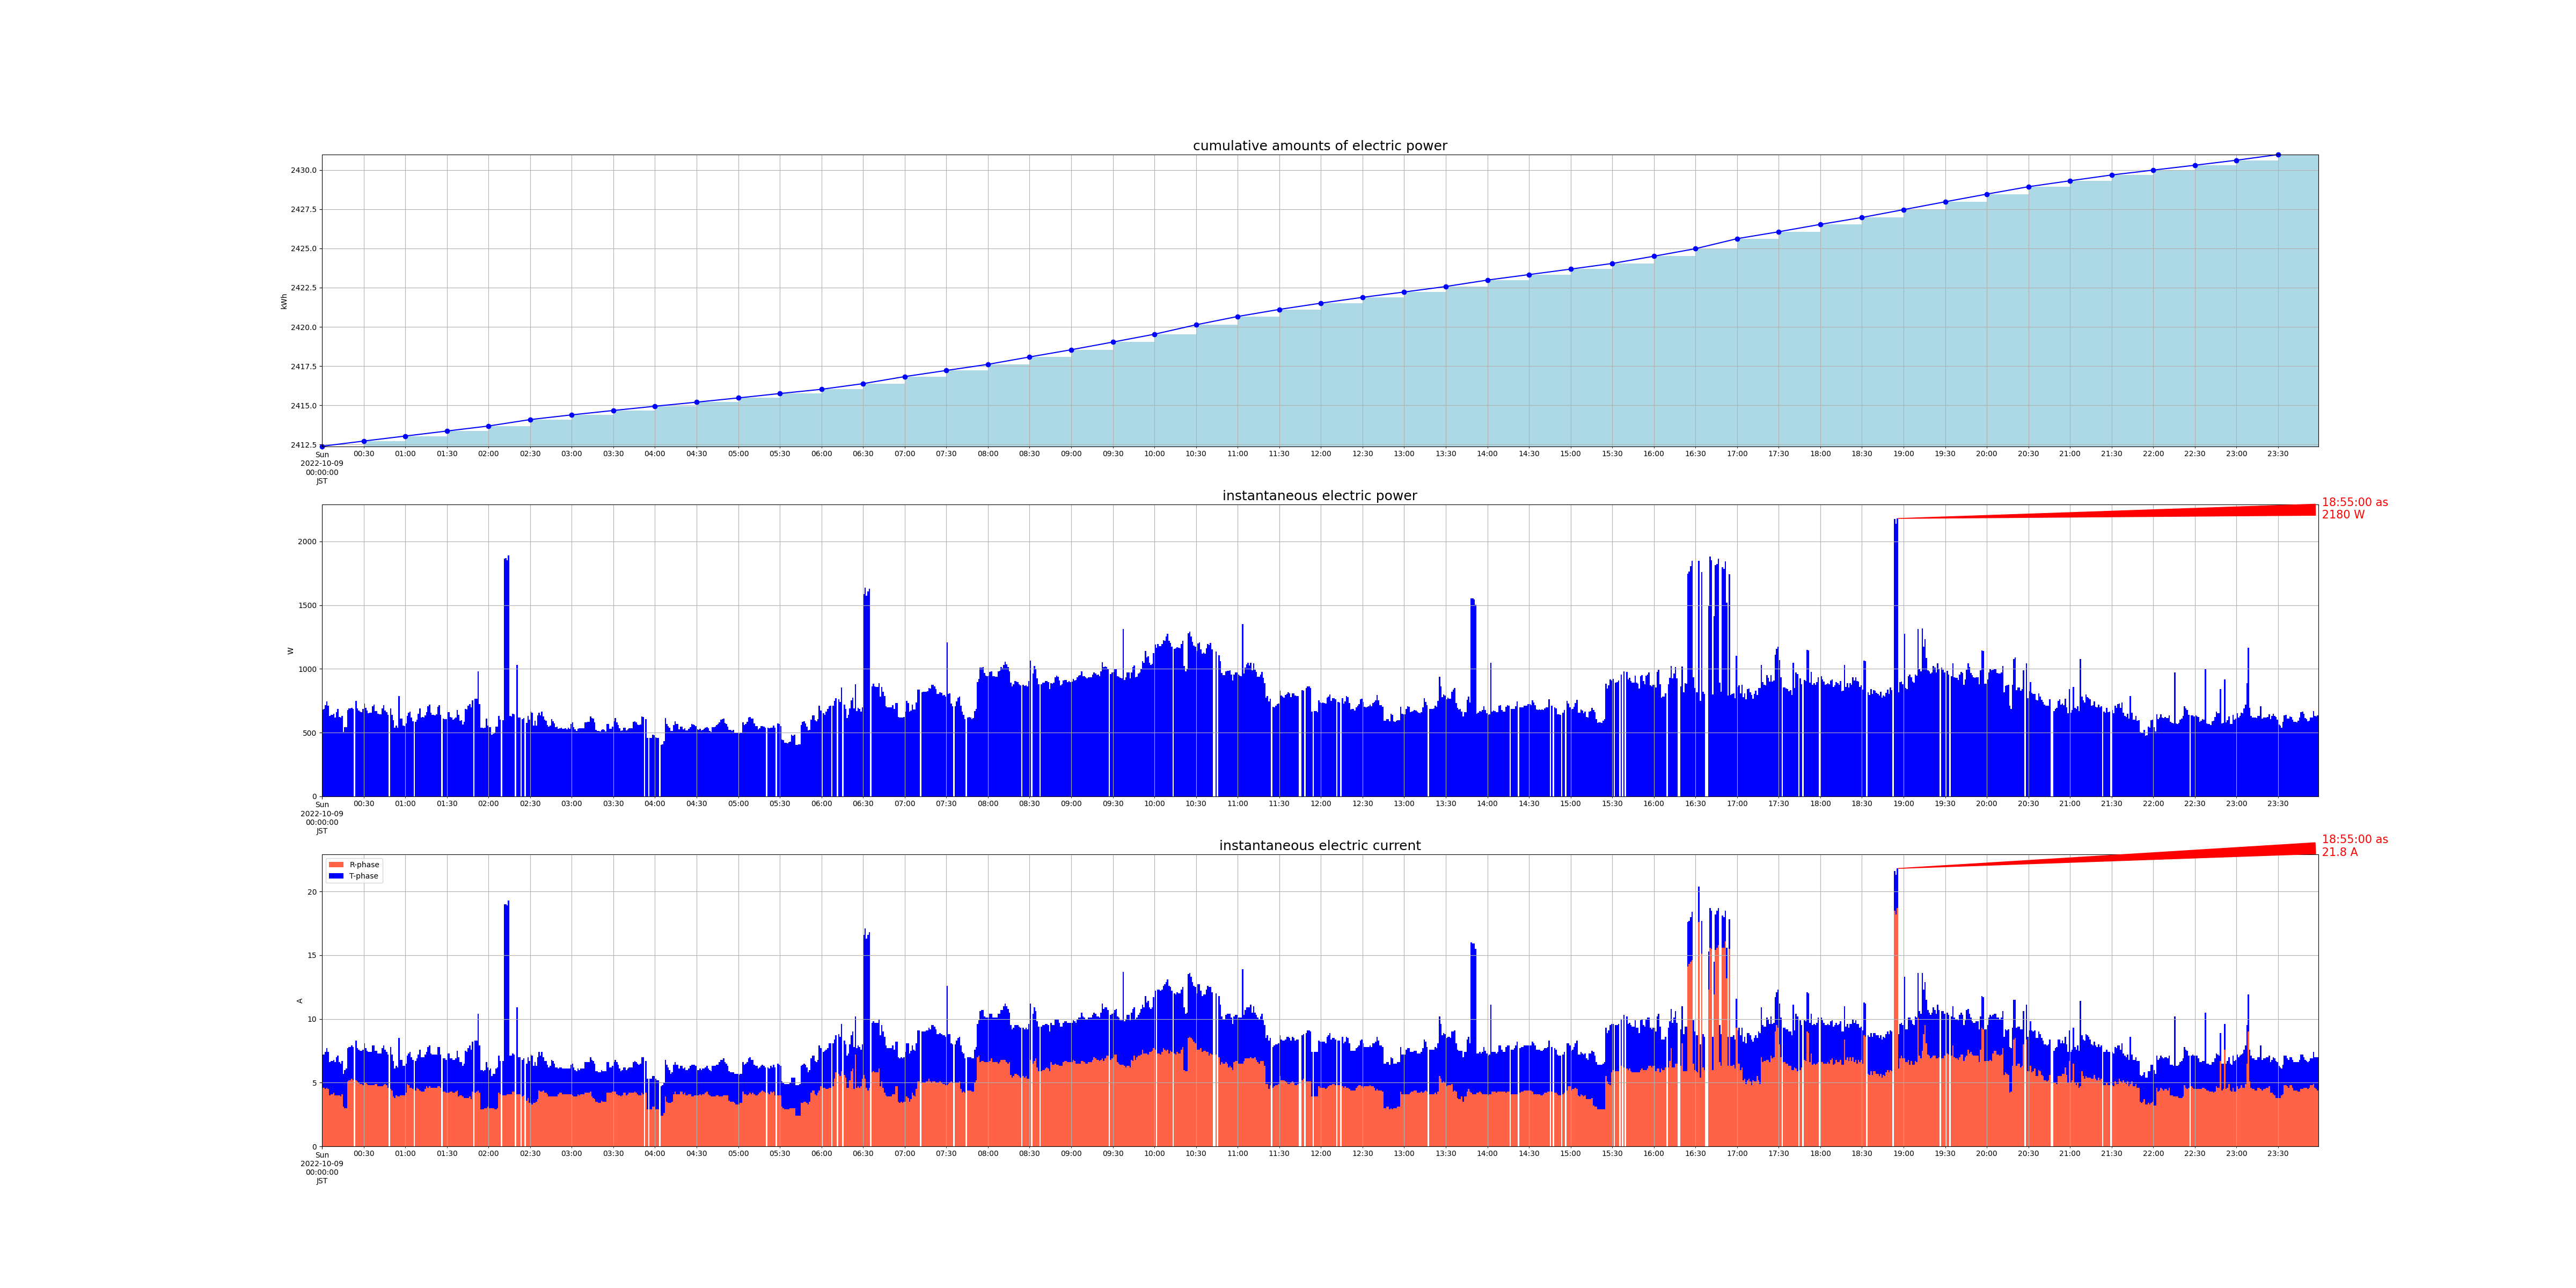 cumulative amounts of electric power
2430.0
2427.5
2425.0
2422.5
2420.0
2417.5
2415.0
2412.5
kWh
Sun 00:30 01:00 01:30 02:00 02:30 03:00 03:30 04:00 04:30 05:00 05:30 06:00 06:30 07:00 07:30 08:00 08:30 09:00 09:30 10:00 10:30 11:00 11:30 12:00 12:30 13:00 13:30 14:00 14:30 15:00 15:30 16:00 16:30 17:00 17:30 18:00 18:30 19:00 19:30 20:00 20:30 21:00 21:30 22:00 22:30 23:00 23:30
2022-10-09
00:00:00
JST
instantaneous electric power
18:55:00 as
2180 W
2000
1500
1000
500
0
W
Sun 00:30 01:00 01:30 02:00 02:30 03:00 03:30 04:00 04:30 05:00 05:30 06:00 06:30 07:00 07:30 08:00 08:30 09:00 09:30 10:00 10:30 11:00 11:30 12:00 12:30 13:00 13:30 14:00 14:30 15:00 15:30 16:00 16:30 17:00 17:30 18:00 18:30 19:00 19:30 20:00 20:30 21:00 21:30 22:00 22:30 23:00 23:30
2022-10-09
00:00:00
JST
instantaneous electric current
18:55:00 as
21.8 A
R-phase
T-phase
20
15
10
5
0
A
Sun 00:30 01:00 01:30 02:00 02:30 03:00 03:30 04:00 04:30 05:00 05:30 06:00 06:30 07:00 07:30 08:00 08:30 09:00 09:30 10:00 10:30 11:00 11:30 12:00 12:30 13:00 13:30 14:00 14:30 15:00 15:30 16:00 16:30 17:00 17:30 18:00 18:30 19:00 19:30 20:00 20:30 21:00 21:30 22:00 22:30 23:00 23:30
2022-10-09
00:00:00
JST